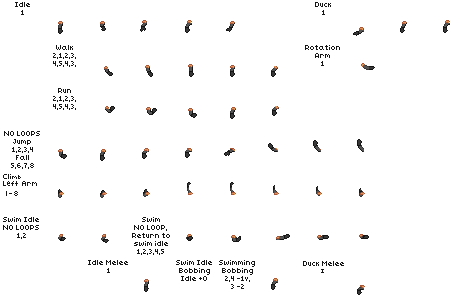 Idle
1
Duck
1
Walk
2,1,2,3,
4,5,4,3,
Rotation
Arm
1
Run
2,1,2,3,
4,5,4,3,
NO LOOPS
Jump
1,2,3,4
Fall
5,6,7,8
Climb
Left Arm
1-8
Swim Idle
NO LOOPS
1,2
Swim
NO LOOP,
Return to
swim idle
1,2,3,4,5
Idle Melee
1
Swim Idle
Bobbing
Idle +0
Swimming
Bobbing
2,4 -1v,
3 -2
Duck Melee
1